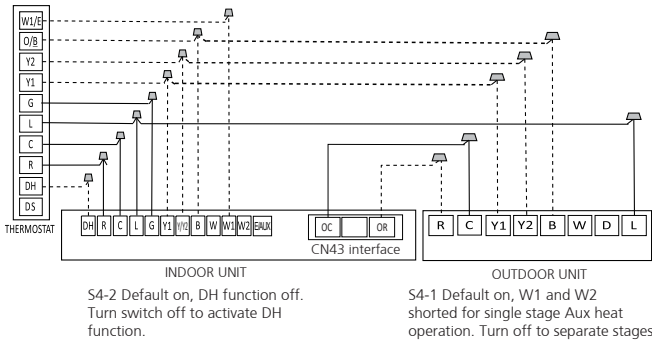 W1/E
O/B
Y2
Y1
G
L
C
R
DH
DS
THERMOSTAT
DH R C L G Y1 Y/Y2 B W W1 W2 E/AUX
OC OR
CN43 interface
R C Y1 Y2 B W D L
INDOOR UNIT
OUTDOOR UNIT
S4-2 Default on, DH function off.
Turn switch off to activate DH
function.
S4-1 Default on, W1 and W2
shorted for single stage Aux heat
operation. Turn off to separate stages